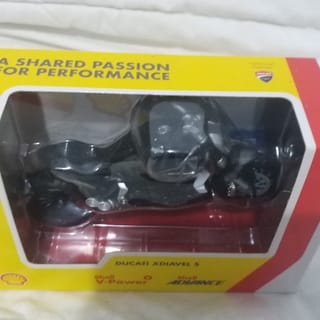 A SHARED PASSION
FOR PERFORMANCE
DUCATI XDIAVEL S
Shell
V-Power
Shell
ADVANCE